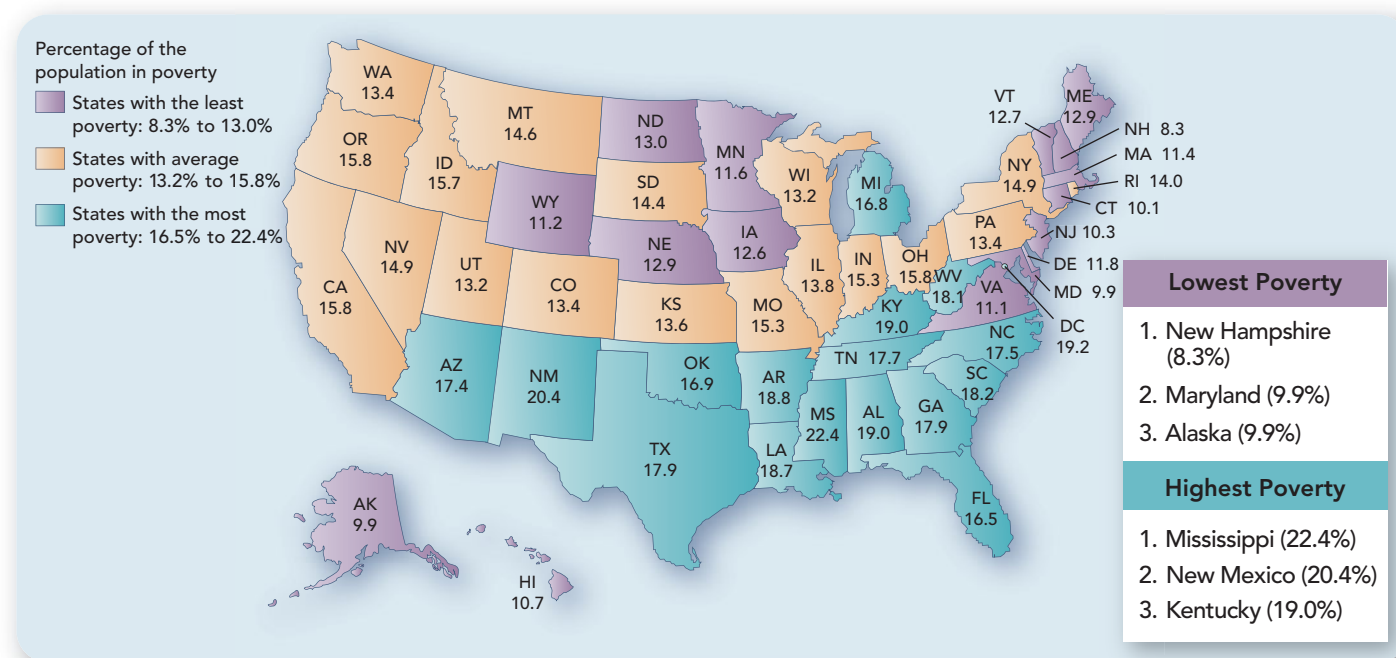 Percentage of the
population in poverty
States with the least
poverty: 8.3% to 13.0%
States with average
poverty: 13.2% to 15.8%
States with the most
poverty: 16.5% to 22.4%
WA
13.4
OR
15.8
CA
15.8
ID
15.7
NV
14.9
MT
14.6
WY
11.2
UT
13.2
CO
13.4
AZ
17.4
NM
20.4
ND
13.0
SD
14.4
NE
12.9
KS
13.6
OK
16.9
TX
17.9
MN
11.6
IA
12.6
MO
15.3
AR
18.8
LA
18.7
WI
13.2
IL
13.8
MI
16.8
IN
15.3
OH
15.8
KY
19.0
TN 17.7
MS
22.4
AL
19.0
GA
17.9
FL
16.5
SC
18.2
NC
17.5
VA
11.1
WV
18.1
PA
13.4
NY
14.9
VT
12.7
ME
12.9
NH 8.3
MA 11.4
RI 14.0
CT 10.1
NJ 10.3
DE 11.8
MD 9.9
DC
19.2
AK
9.9
HI
10.7
Lowest Poverty
1. New Hampshire
(8.3%)
2. Maryland (9.9%)
3. Alaska (9.9%)
Highest Poverty
1. Mississippi (22.4%)
2. New Mexico (20.4%)
3. Kentucky (19.0%)